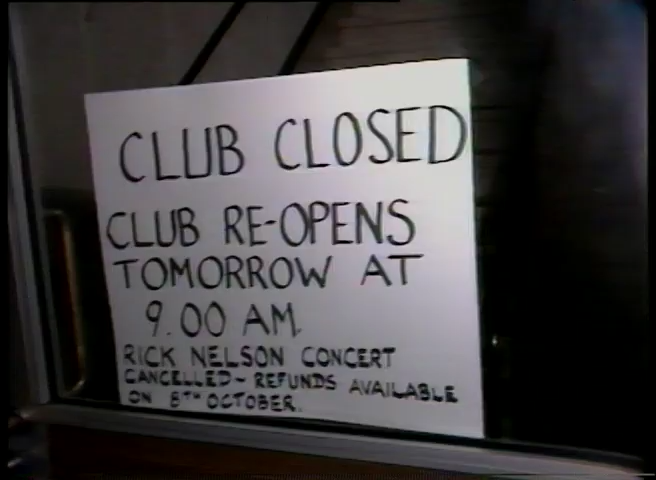 CLUB CLOSED
CLUB RE-OPENS
TOMORROW AT
9.00 AM.
RICK NELSON CONCERT
CANCELLED~ REFUNDS AVAILABLE
ON 8TH OCTOBER.